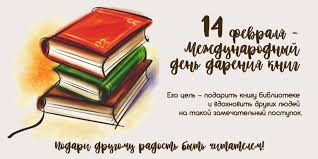 14 февраля -
Международный
день дарения книг
Его цель – подарить книгу библиотеке
и вдохновить других людей
на такой замечательный поступок.
Подари другому радость быть читателем!